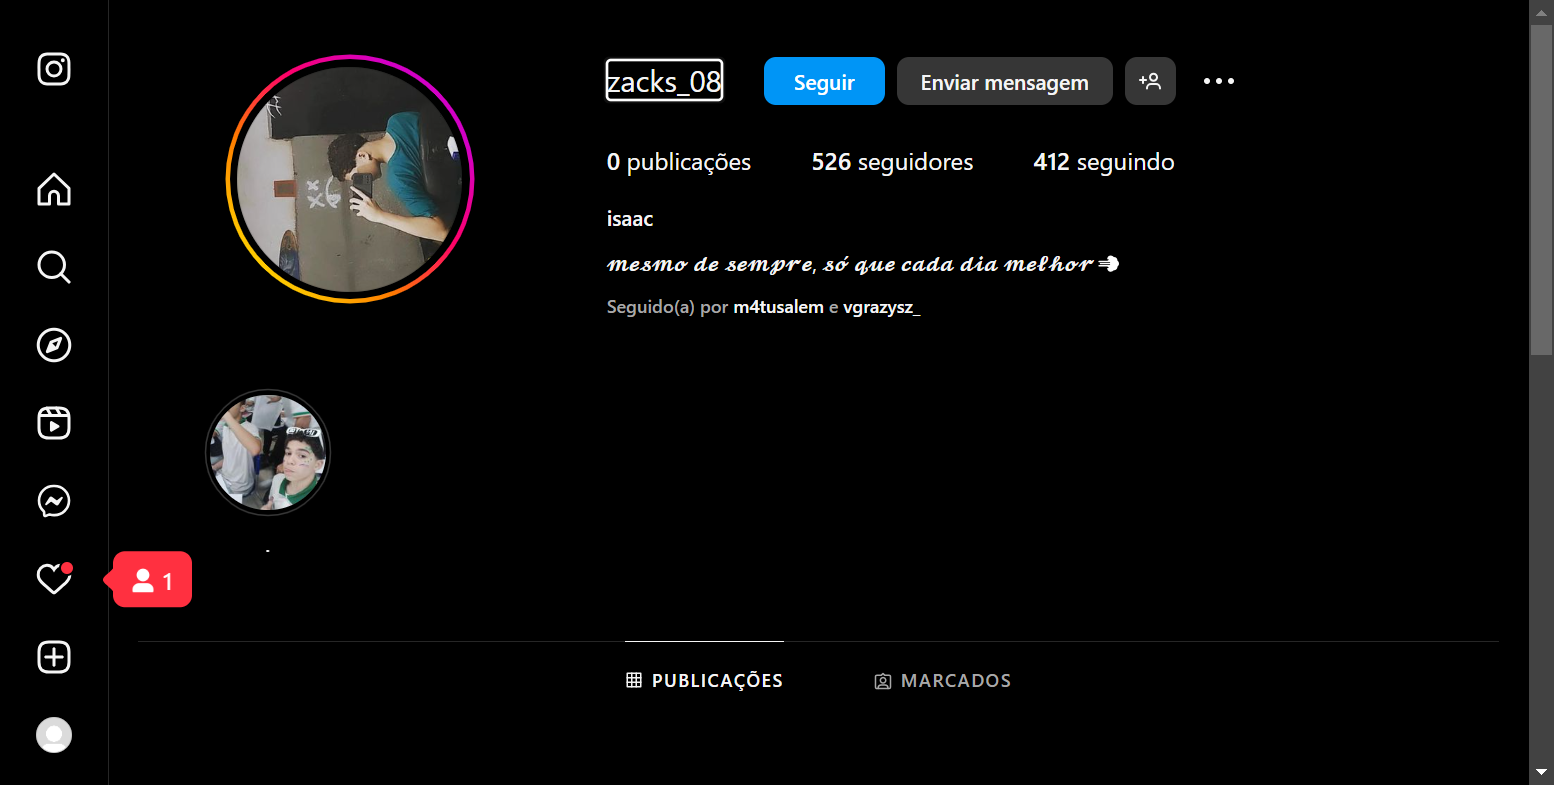 zacks_08 Seguir Enviar mensagem
0 publicações 526 seguidores 412 seguindo
isaac
mesmo de sempre, só que cada dia melhor
Seguido(a) por m4tusalem e vgrazysz_
.
1
PUBLICAÇÕES MARCADOS